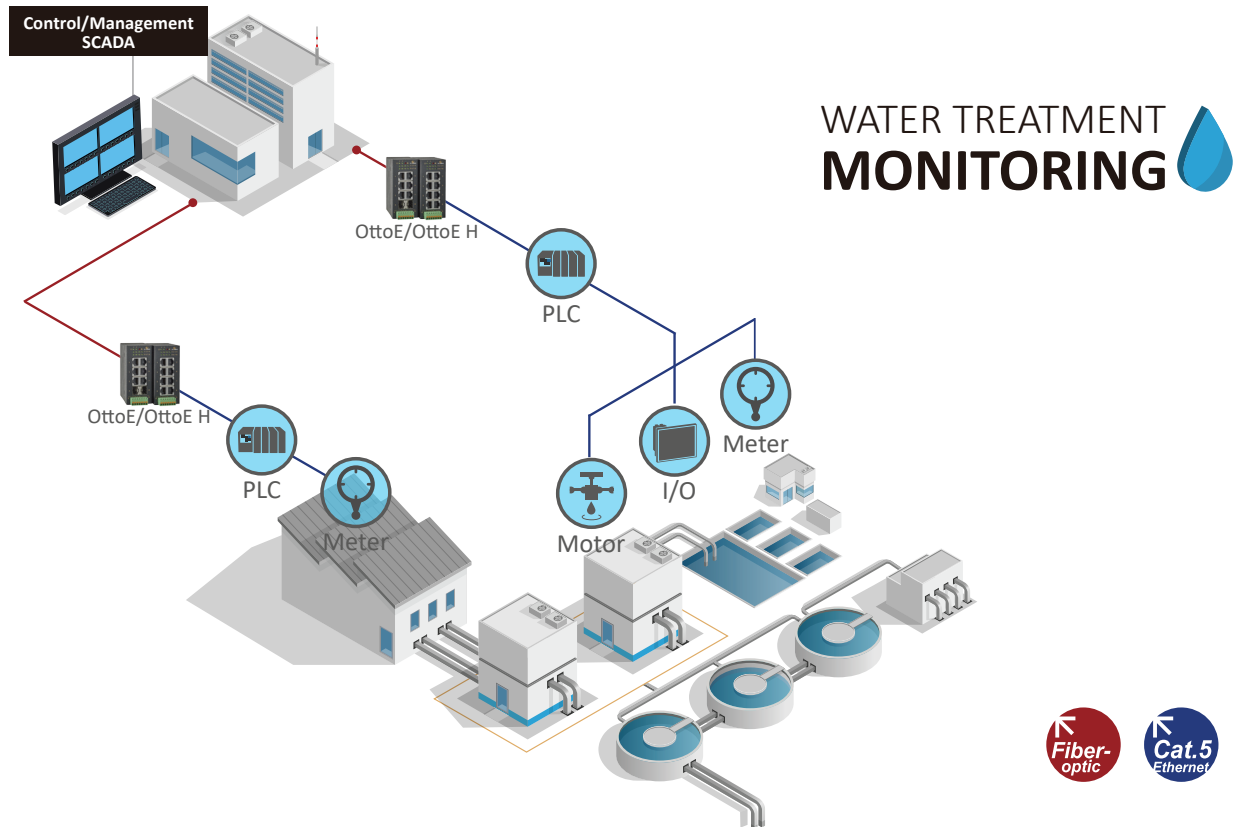 Control/Management
SCADA
WATER TREATMENT
MONITORING
OttoE/OttoE H
PLC
OttoE/OttoE H
PLC
Meter
Meter
I/O
Motor
Fiber-
optic
Cat.5
Ethernet